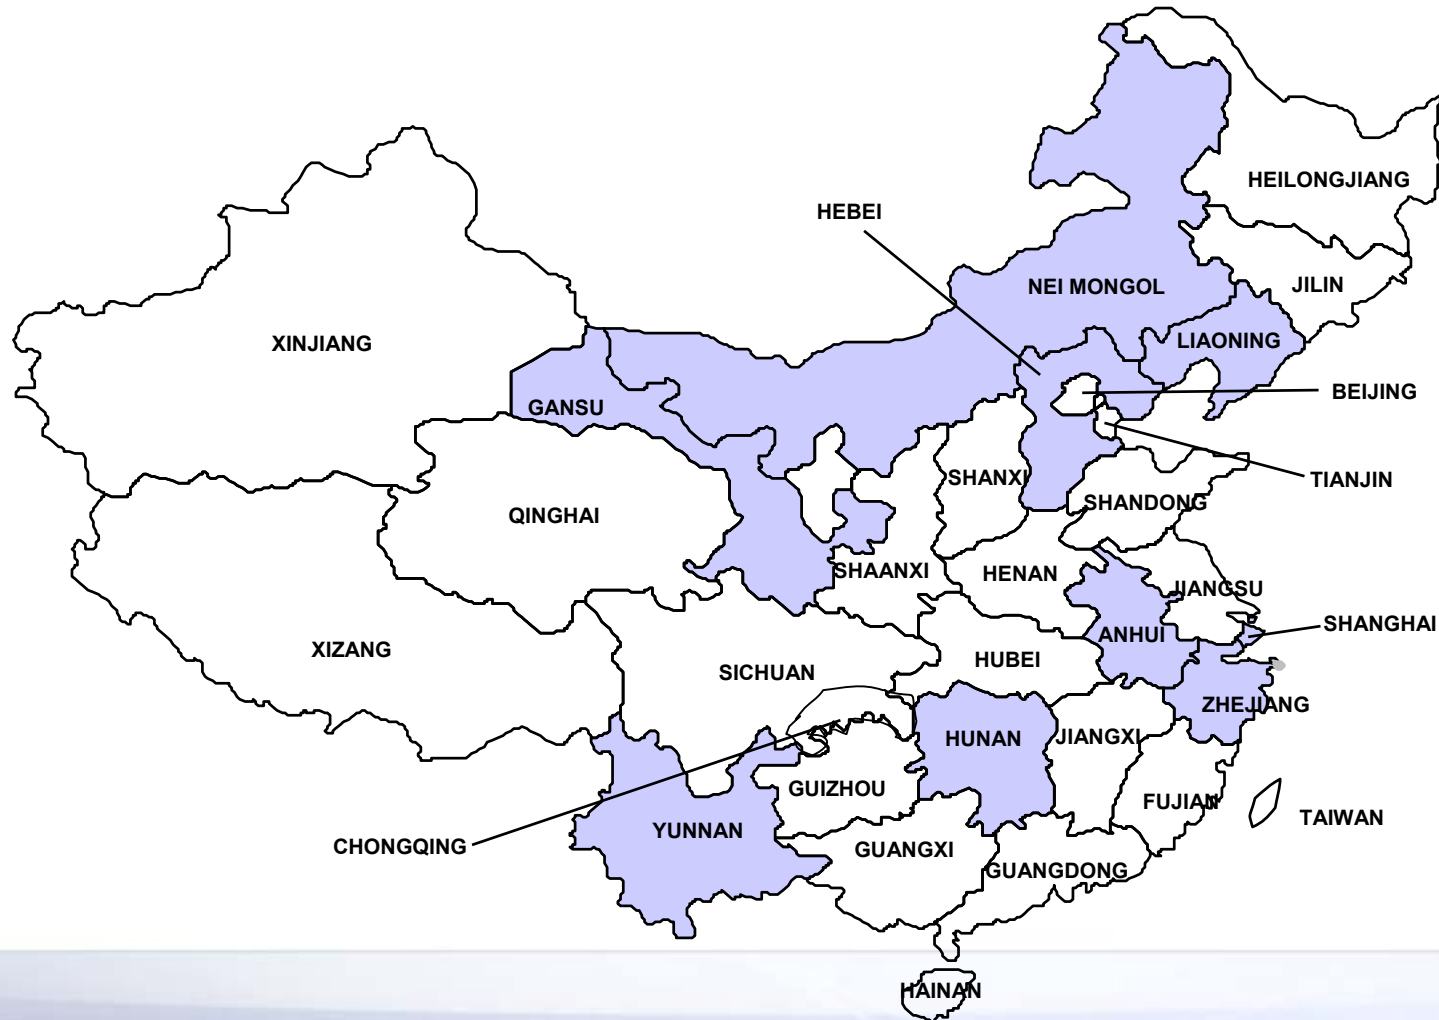 HEILONGJIANG
HEBEI
NEI MONGOL
JILIN
XINJIANG
LIAONING
BEIJING
GANSU
SHANXI
TIANJIN
SHANDONG
QINGHAI
SHAANXI
HENAN
JIANGSU
SHANGHAI
ANHUI
XIZANG
HUBEI
SICHUAN
ZHEJIANG
HUNAN
JIANGXI
GUIZHOU
FUJIAN
TAIWAN
YUNNAN
CHONGQING
GUANGXI
GUANGDONG
HAINAN